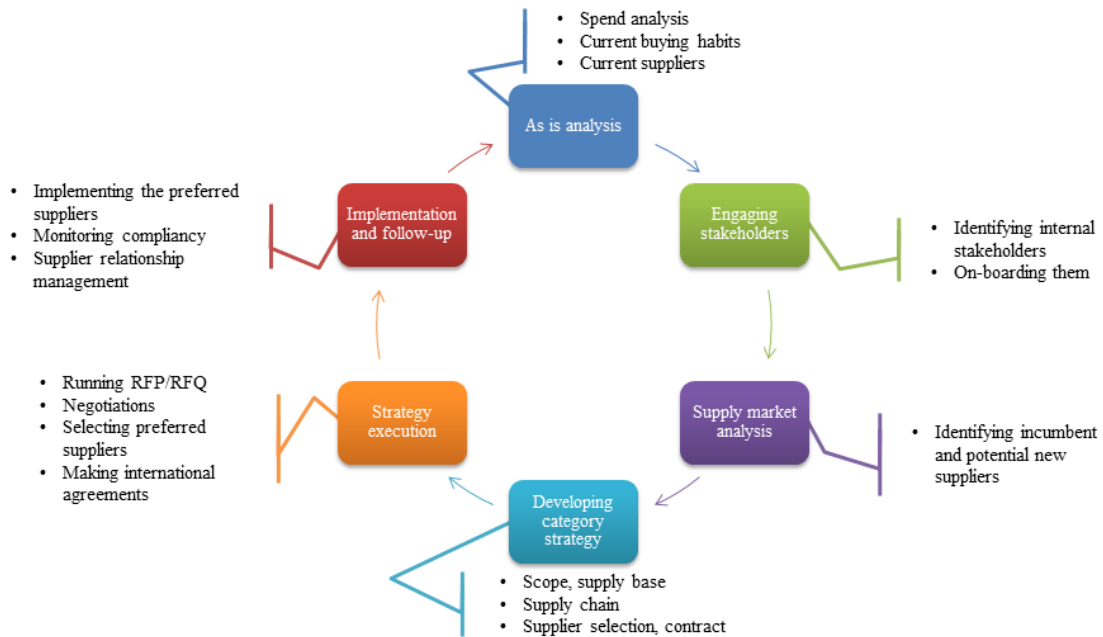 • Spend analysis
• Current buying habits
• Current suppliers
As is analysis
Engaging
stakeholders
• Identifying internal
stakeholders
• On-boarding them
Supply market
analysis
• Identifying incumbent
and potential new
suppliers
Developing
category
strategy
• Scope, supply base
• Supply chain
• Supplier selection, contract
Strategy
execution
• Running RFP/RFQ
• Negotiations
• Selecting preferred
suppliers
• Making international
agreements
Implementation
and follow-up
• Implementing the preferred
suppliers
• Monitoring compliancy
• Supplier relationship
management